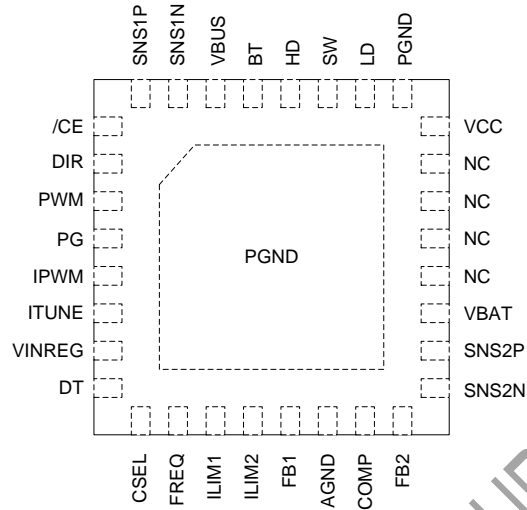 SNS1P
SNS1N
VBUS
BT
HD
SW
LD
PGND
/CE
DIR
PWM
PG
IPWM
ITUNE
VINREG
DT
PGND
VCC
NC
NC
NC
NC
VBAT
SNS2P
SNS2N
CSEL
FREQ
ILIM1
ILIM2
FB1
AGND
COMP
FB2